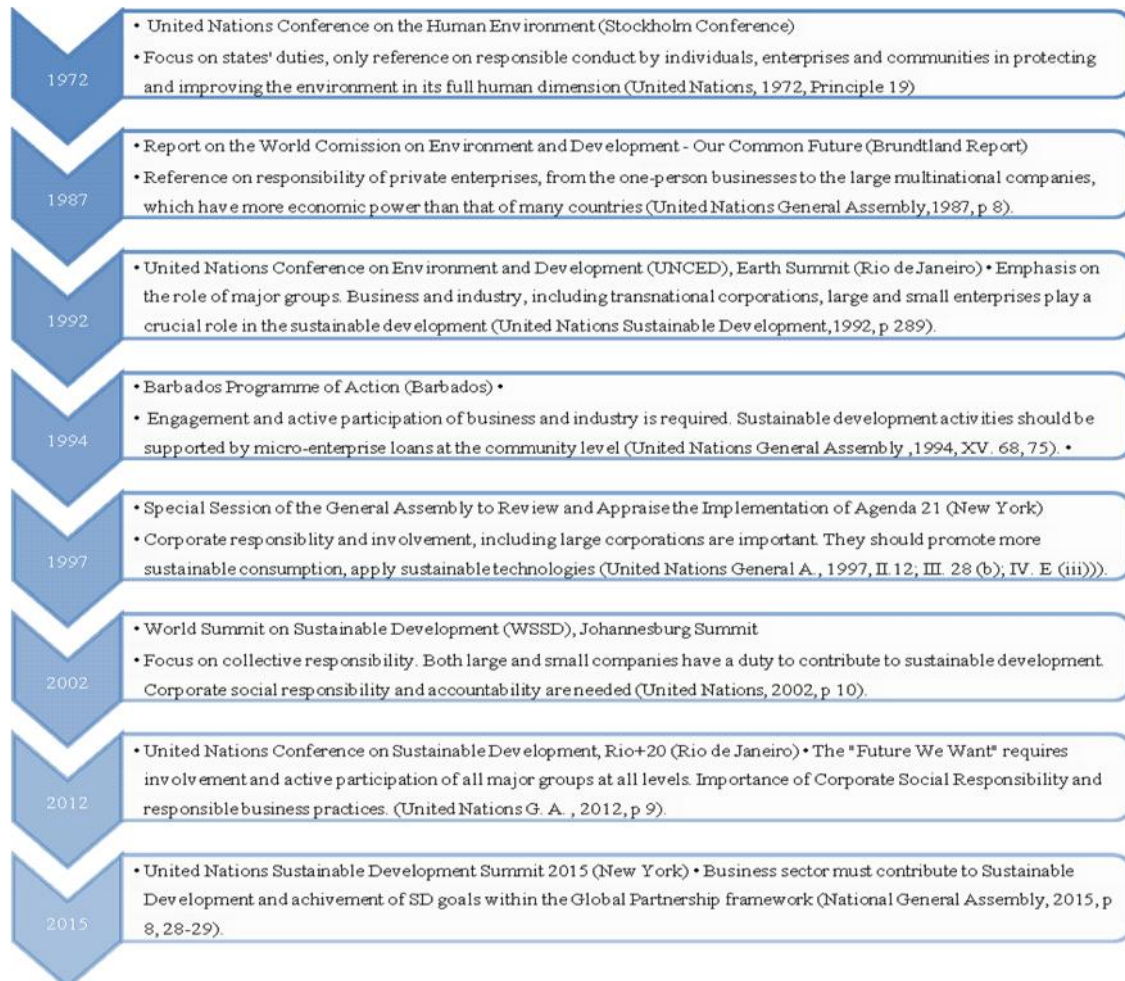 1972
• United Nations Conference on the Human Environment (Stockholm Conference)
• Focus on states' duties, only reference on responsible conduct by individuals, enterprises and communities in protecting
and improving the environment in its full human dimension (United Nations, 1972, Principle 19)
1987
• Report on the World Comission on Environment and Development - Our Common Future (Brundtland Report)
• Reference on responsibility of private enterprises, from the one-person businesses to the large multinational companies,
which have more economic power than that of many countries (United Nations General Assembly,1987, p 8).
1992
• United Nations Conference on Environment and Development (UNCED), Earth Summit (Rio de Janeiro) • Emphasis on
the role of major groups. Business and industry, including transnational corporations, large and small enterprises play a
crucial role in the sustainable development (United Nations Sustainable Development,1992, p 289).
1994
• Barbados Programme of Action (Barbados) •
• Engagement and active participation of business and industry is required. Sustainable development activities should be
supported by micro-enterprise loans at the community level (United Nations General Assembly ,1994, XV. 68, 75). •
1997
• Special Session of the General Assembly to Review and Appraise the Implementation of Agenda 21 (New York)
• Corporate responsiblity and involvement, including large corporations are important. They should promote more
sustainable consumption, apply sustainable technologies (United Nations General A., 1997, II.12; III. 28 (b); IV. E (iii))).
2002
• World Summit on Sustainable Development (WSSD), Johannesburg Summit
• Focus on collective responsibility. Both large and small companies have a duty to contribute to sustainable development.
Corporate social responsibility and accountability are needed (United Nations, 2002, p 10).
2012
• United Nations Conference on Sustainable Development, Rio+20 (Rio de Janeiro) • The "Future We Want" requires
involvement and active participation of all major groups at all levels. Importance of Corporate Social Responsibility and
responsible business practices. (United Nations G. A. , 2012, p 9).
2015
• United Nations Sustainable Development Summit 2015 (New York) • Business sector must contribute to Sustainable
Development and achivement of SD goals within the Global Partnership framework (National General Assembly, 2015, p
8, 28-29).